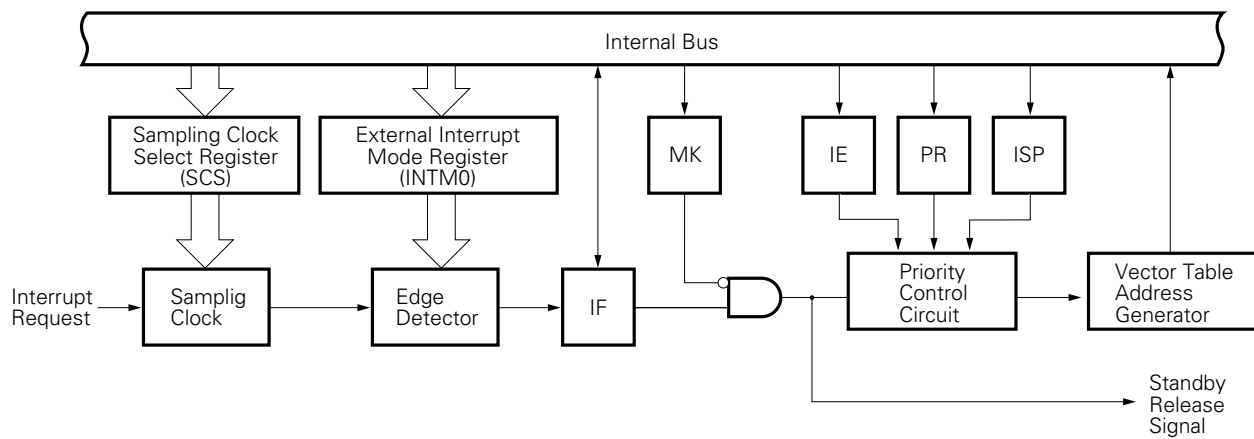 Internal Bus
Sampling Clock
Select Register
(SCS)
External Interrupt
Mode Register
(INTM0)
MK
IE
PR
ISP
Interrupt
Request
Samplig
Clock
Edge
Detector
IF
Priority
Control
Circuit
Vector Table
Address
Generator
Standby
Release
Signal